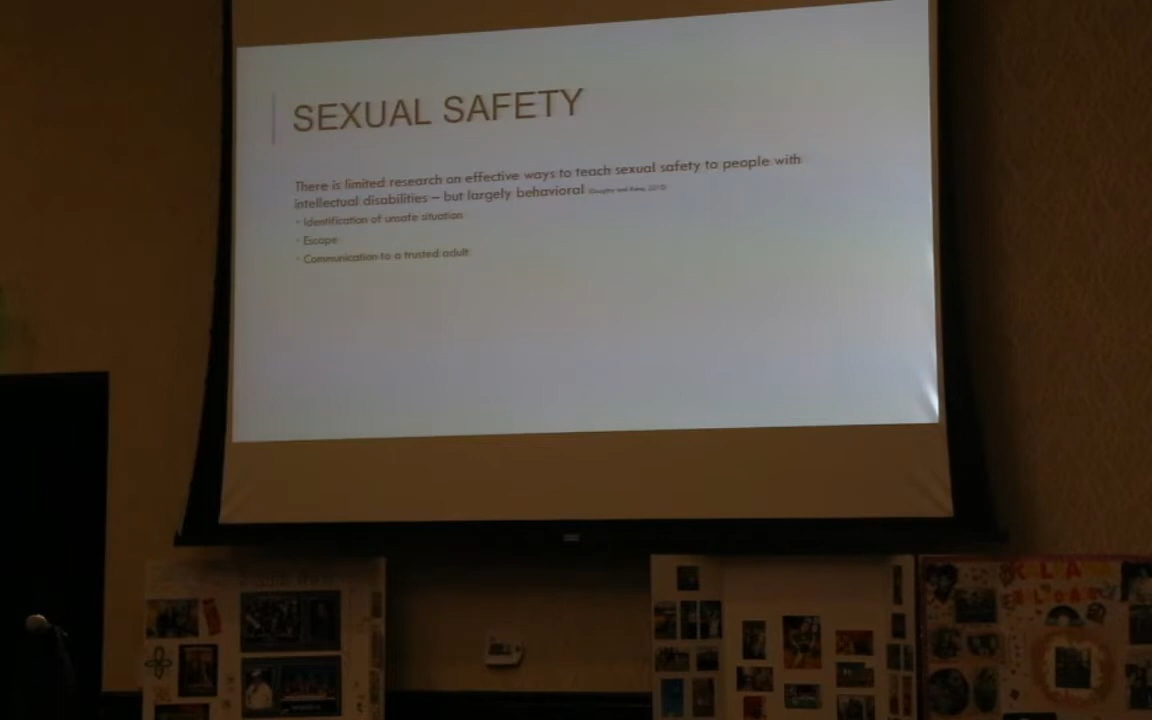 SEXUAL SAFETY
There is limited research on effective ways to teach sexual safety to people with
intellectual disabilities – but largely behavioral
Identification of unsafe situation
Escape
Communication to a trusted adult